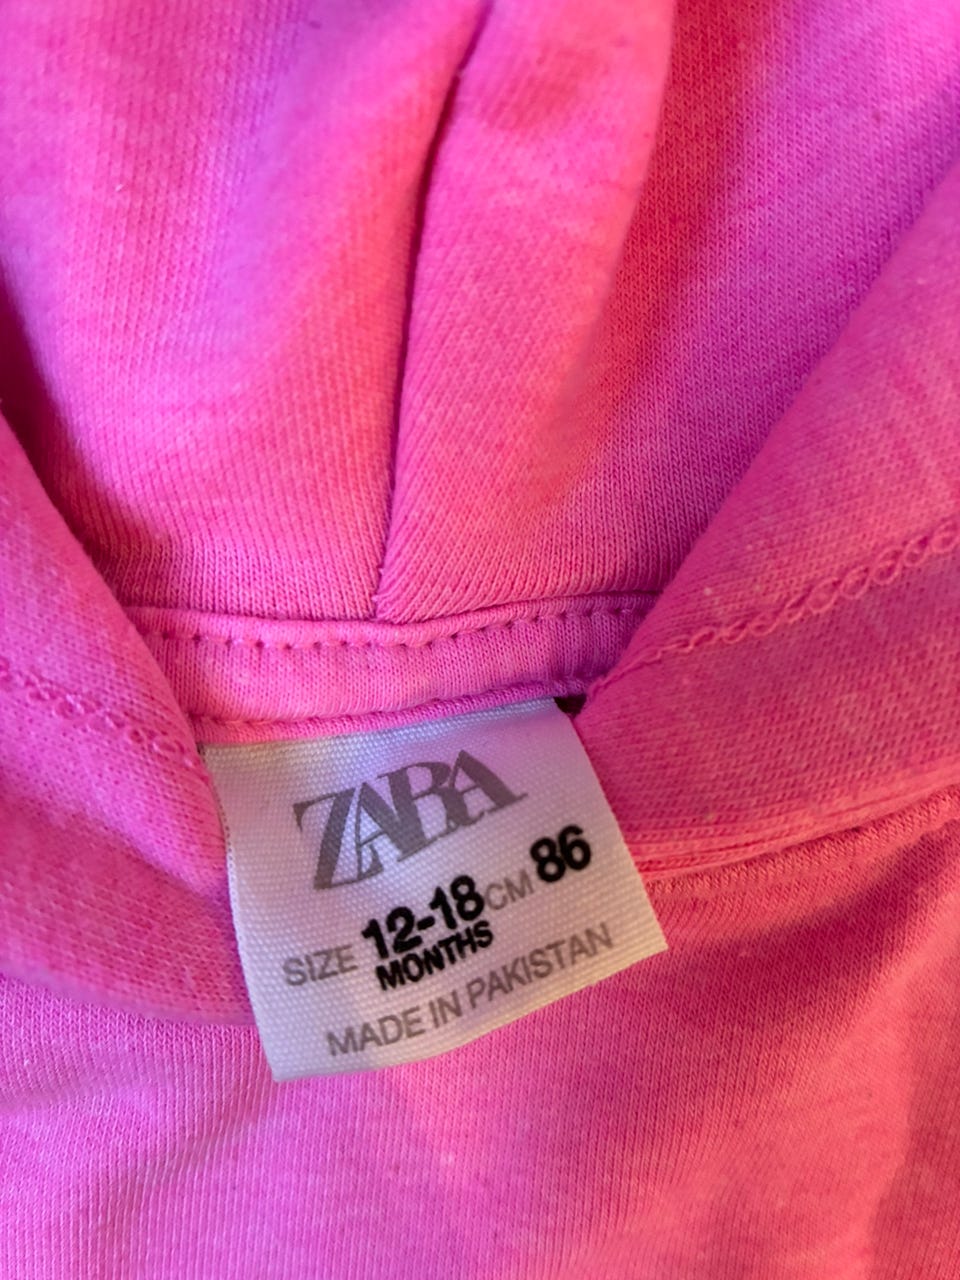 ZARA
SIZE 12-18 CM 86
MONTHS
MADE IN PAKISTAN